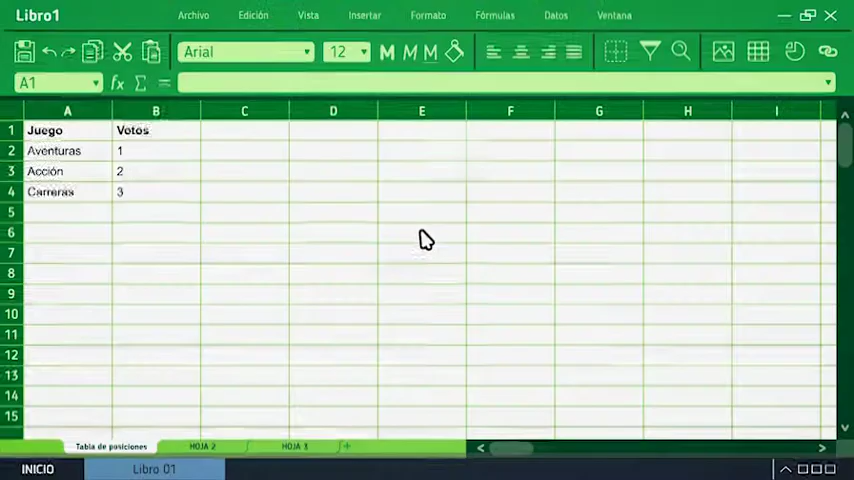 Libro1
Archivo Edición Vista Insertar Formato Fórmulas Datos Ventana
Arial 12 M M M
A1 fx Σ =
A B C D E F G H I
1 Juego Votos
2 Aventuras 1
3 Acción 2
4 Carreras 3
5
6
7
8
9
10
11
12
13
14
15
Tabla de posiciones HOJA 2 HOJA 3 +
INICIO Libro 01